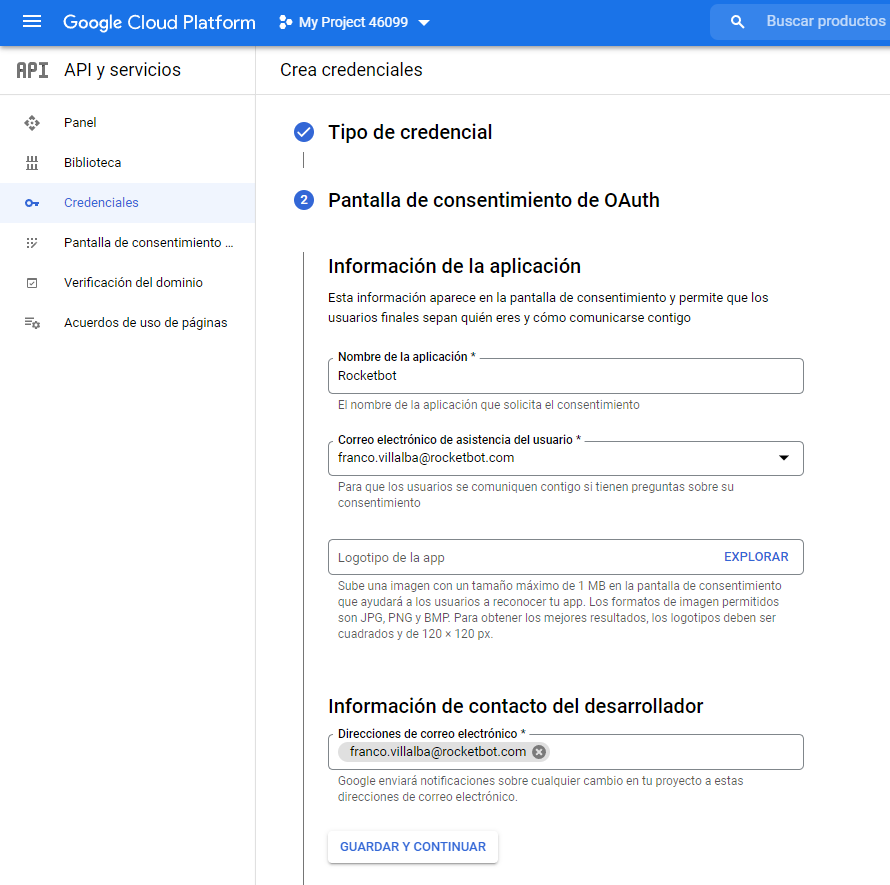 Google Cloud Platform
My Project 46099
Buscar productos
API
API y servicios
Crea credenciales
Panel
Biblioteca
Credenciales
Pantalla de consentimiento ...
Verificación del dominio
Acuerdos de uso de páginas
Tipo de credencial
2
Pantalla de consentimiento de OAuth
Información de la aplicación
Esta información aparece en la pantalla de consentimiento y permite que los
usuarios finales sepan quién eres y cómo comunicarse contigo
Nombre de la aplicación *
Rocketbot
El nombre de la aplicación que solicita el consentimiento
Correo electrónico de asistencia del usuario *
franco.villalba@rocketbot.com
Para que los usuarios se comuniquen contigo si tienen preguntas sobre su
consentimiento
Logotipo de la app
EXPLORAR
Sube una imagen con un tamaño máximo de 1 MB en la pantalla de consentimiento
que ayudará a los usuarios a reconocer tu app. Los formatos de imagen permitidos
son JPG, PNG y BMP. Para obtener los mejores resultados, los logotipos deben ser
cuadrados y de 120 × 120 px.
Información de contacto del desarrollador
Direcciones de correo electrónico *
franco.villalba@rocketbot.com
Google enviará notificaciones sobre cualquier cambio en tu proyecto a estas
direcciones de correo electrónico.
GUARDAR Y CONTINUAR